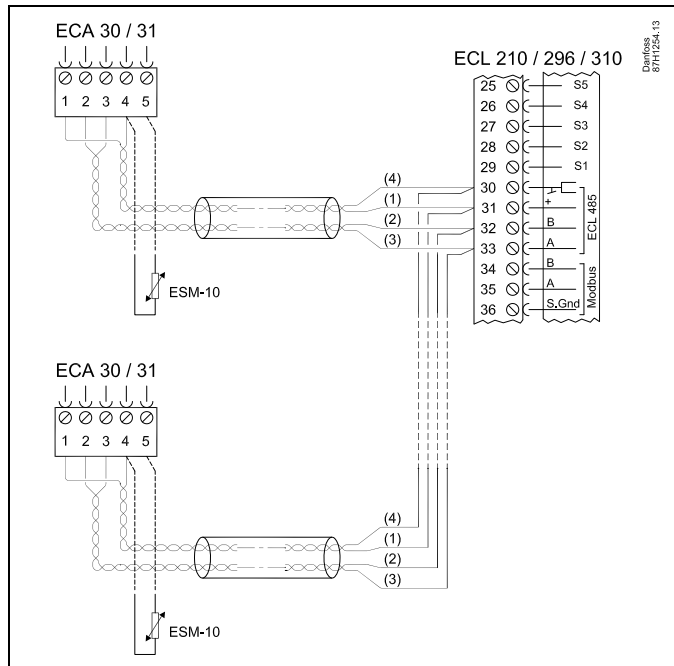 ECA 30 / 31
1 2 3 4 5
ESM-10
(4)
(1)
(2)
(3)
ECL 210 / 296 / 310
Danfoss
87H1254.13
25 S5
26 S4
27 S3
28 S2
29 S1
30
31 +
32 B
33 A
ECL 485
34 B
35 A
36 S.Gnd
Modbus
ECA 30 / 31
1 2 3 4 5
ESM-10
(4)
(1)
(2)
(3)